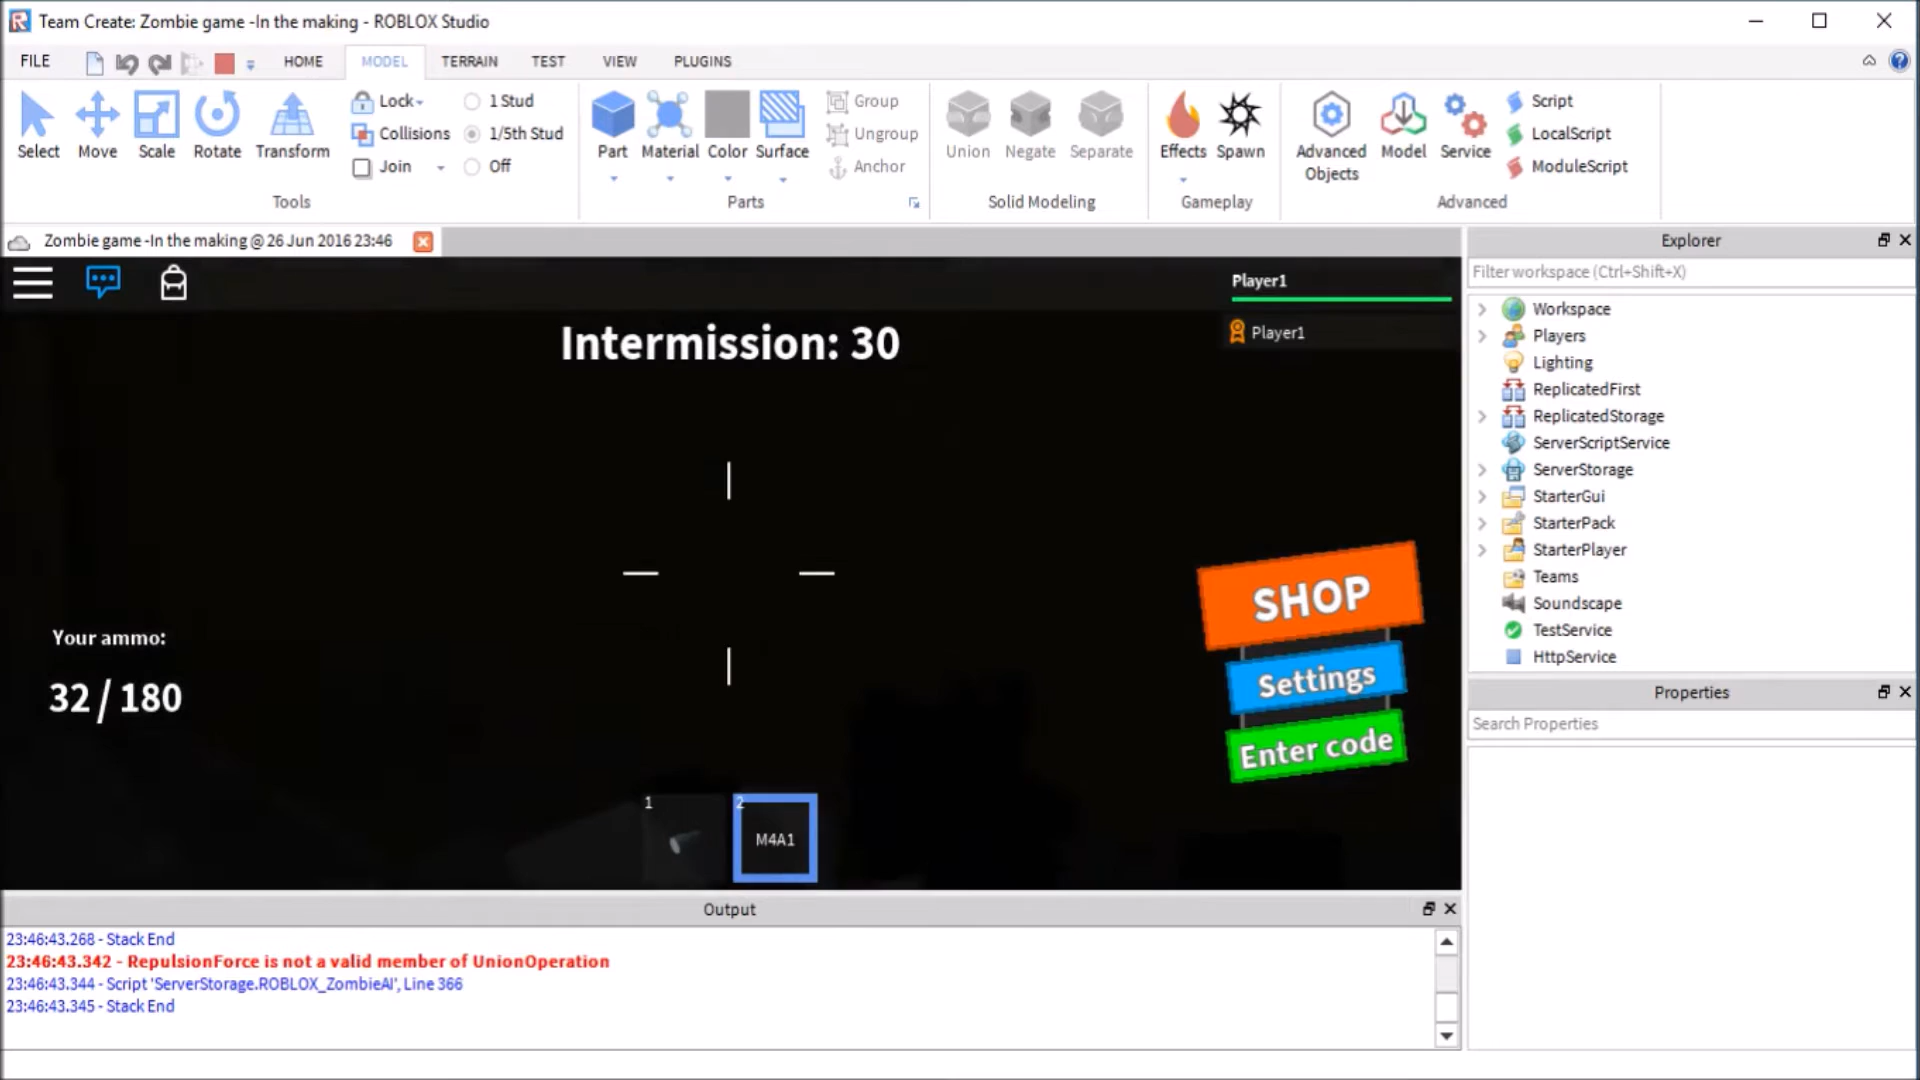 Team Create: Zombie game -In the making - ROBLOX Studio
FILE HOME MODEL TERRAIN TEST VIEW PLUGINS
Select Move Scale Rotate Transform
Lock
Collisions
Join
1 Stud
1/5th Stud
Off
Tools
Part Material Color Surface
Group
Ungroup
Anchor
Parts
Union Negate Separate
Solid Modeling
Effects Spawn
Gameplay
Advanced Objects Model Service
Script
LocalScript
ModuleScript
Advanced
Zombie game -In the making @ 26 Jun 2016 23:46
Player1
Player1
Intermission: 30
Your ammo:
32 / 180
SHOP
Settings
Enter code
1
2
M4A1
Explorer
Filter workspace (Ctrl+Shift+X)
Workspace
Players
Lighting
ReplicatedFirst
ReplicatedStorage
ServerScriptService
ServerStorage
StarterGui
StarterPack
StarterPlayer
Teams
Soundscape
TestService
HttpService
Properties
Search Properties
Output
23:46:43.268 - Stack End
23:46:43.342 - RepulsionForce is not a valid member of UnionOperation
23:46:43.344 - Script 'ServerStorage.ROBLOX_ZombieAI', Line 366
23:46:43.345 - Stack End